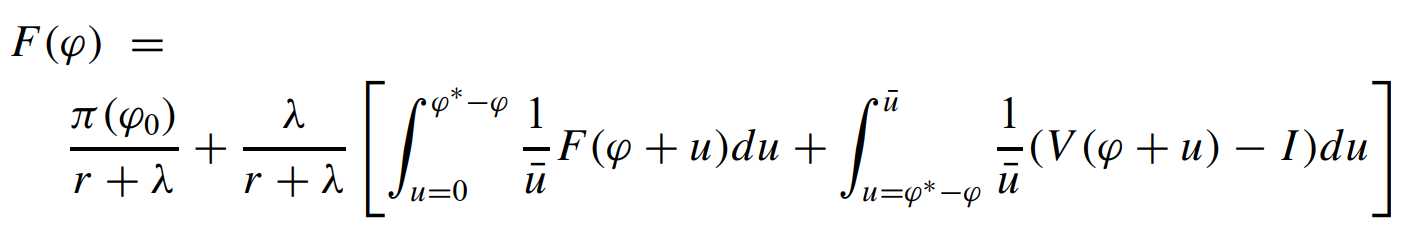 F(φ) =
π(φ₀)/(r + λ) + λ/(r + λ) [ ∫_{u=0}^{φ*−φ} (1/ū) F(φ + u)du + ∫_{u=φ*−φ}^{ū} (1/ū) (V(φ + u) − I)du ]